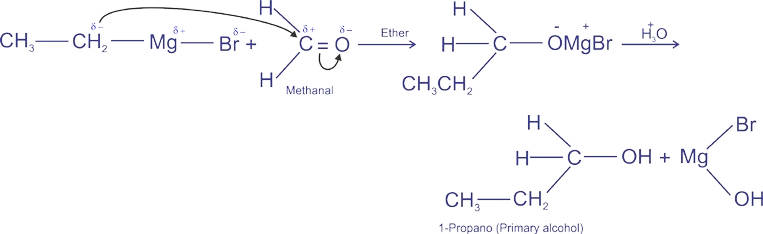 CH₃—CH₂—Mg—Br + H H C=O Ether H H C—OMgBr CH₃CH₂ H₃O
δ− δ+ δ− δ+ δ− - + +
Methanal
H H—C—OH + Mg Br OH
CH₃—CH₂
1-Propano (Primary alcohol)